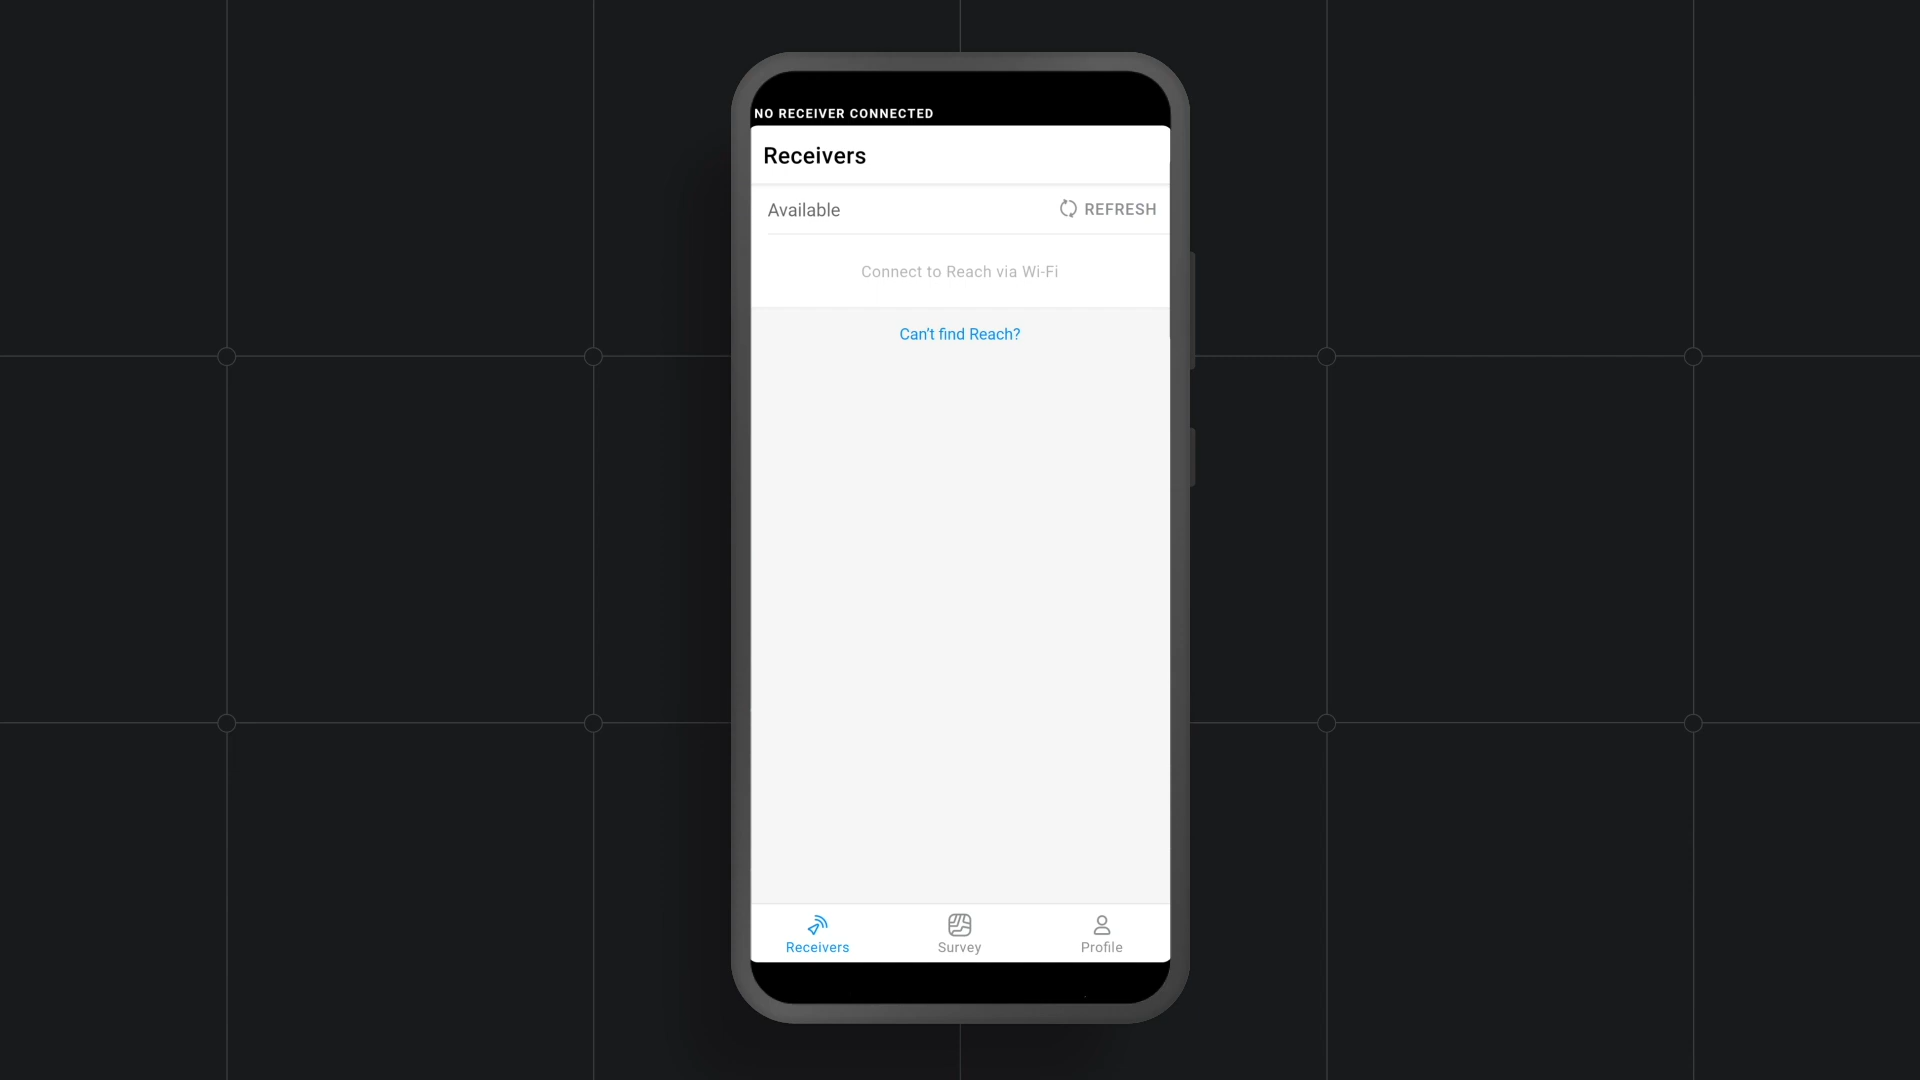 NO RECEIVER CONNECTED
Receivers
Available
REFRESH
Connect to Reach via Wi-Fi
Can't find Reach?
Receivers
Survey
Profile